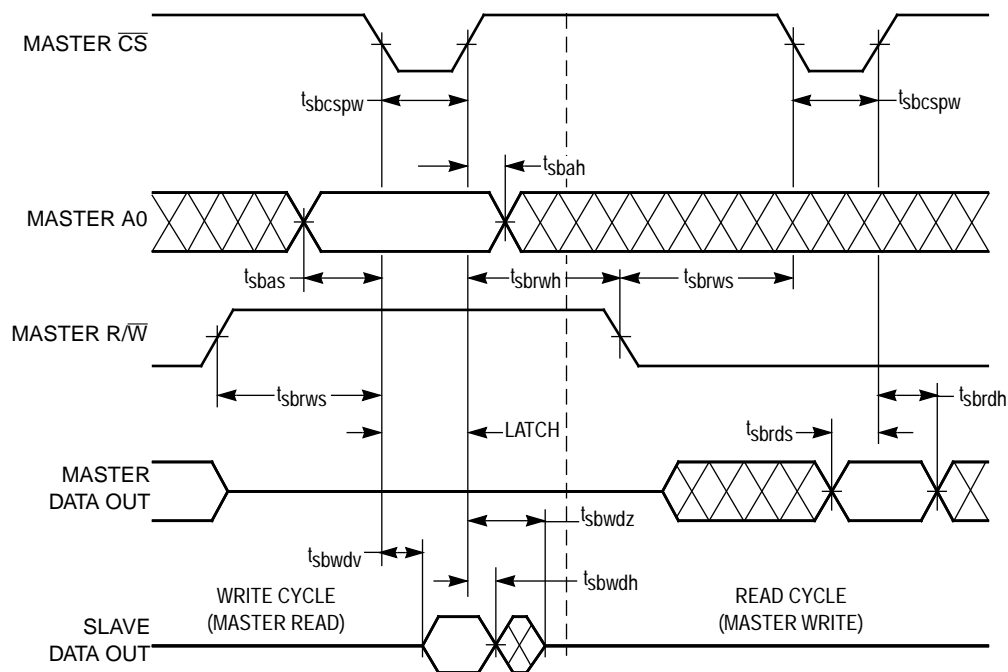 MASTER C̅S̅
tsbcspw
tsbcspw
tsbah
MASTER A0
tsbas
tsbrwh
tsbrws
MASTER R/W̅
tsbrws
tsbrdh
LATCH
tsbrds
MASTER
DATA OUT
tsbwdz
tsbwdv
tsbwdh
WRITE CYCLE
(MASTER READ)
READ CYCLE
(MASTER WRITE)
SLAVE
DATA OUT